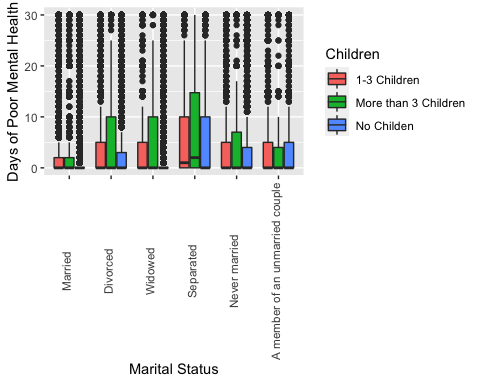 Days of Poor Mental Health
30
20
10
0
Married
Divorced
Widowed
Separated
Never married
A member of an unmarried couple
Marital Status
Children
1-3 Children
More than 3 Children
No Childen